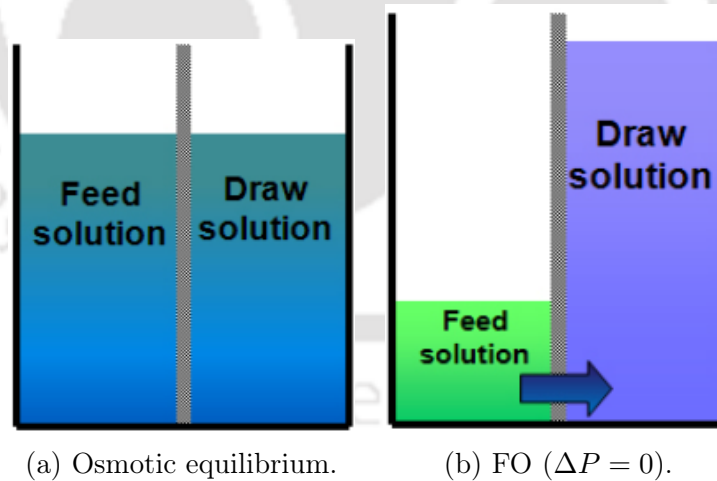 Feed
solution
Draw
solution
Draw
solution
Feed
solution
(a) Osmotic equilibrium.
(b) FO (ΔP = 0).